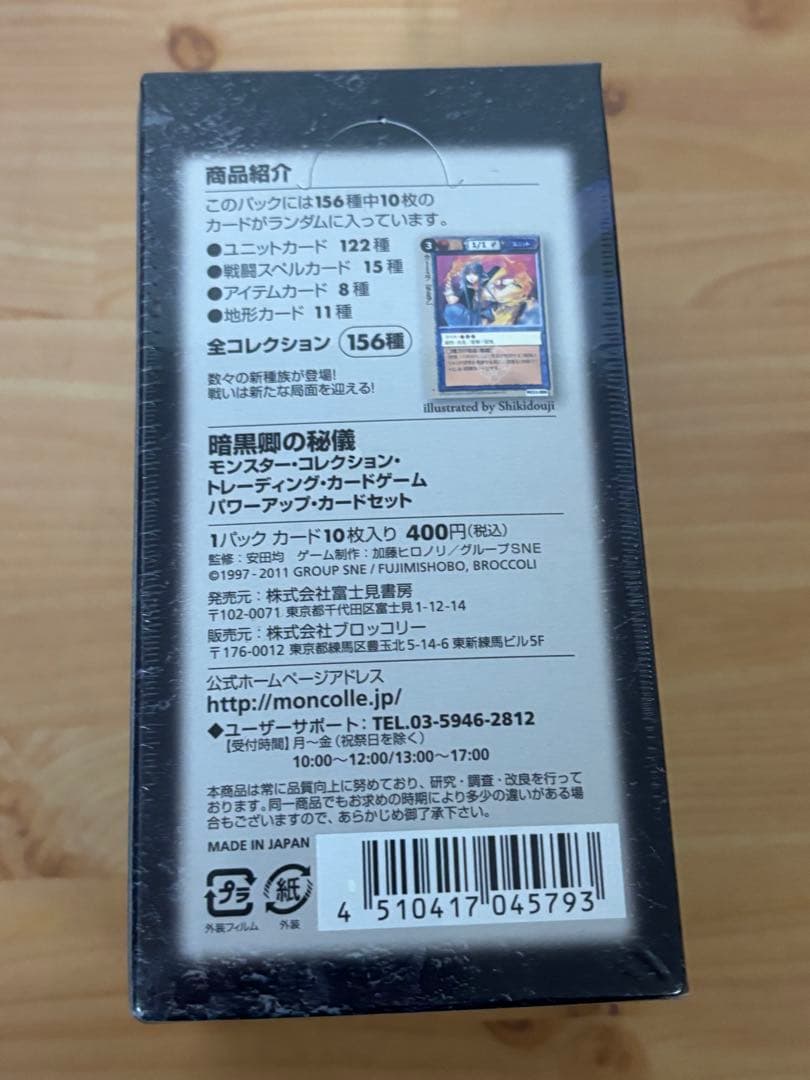 商品紹介
このパックには156種中10枚の
カードがランダムに入っています。
●ユニットカード 122種
●戦闘スペルカード 15種
●アイテムカード 8種
●地形カード 11種
全コレクション 156種
数々の新種族が登場!
戦いは新たな局面を迎える!
3 1/1 ユニット
illustrated by Shikidouji
暗黒卿の秘儀
モンスター・コレクション・
トレーディング・カードゲーム
パワーアップ・カードセット
1パック カード10枚入り 400円(税込)
監修:安田均 ゲーム制作:加藤ヒロノリ/グループSNE
©1997-2011 GROUP SNE / FUJIMISHOBO, BROCCOLI
発売元:株式会社富士見書房
〒102-0071 東京都千代田区富士見1-12-14
販売元:株式会社ブロッコリー
〒176-0012 東京都練馬区豊玉北5-14-6 東新練馬ビル5F
公式ホームページアドレス
http://moncolle.jp/
◆ユーザーサポート:TEL.03-5946-2812
【受付時間】月〜金(祝祭日を除く)
10:00〜12:00/13:00〜17:00
本商品は常に品質向上に努めており、研究・調査・改良を行って
おります。同一商品でもお求めの時期により多少の違いがある場
合もございますので、あらかじめ御了承下さい。
MADE IN JAPAN
プラ 紙
外装フィルム 外装
4 510417 045793